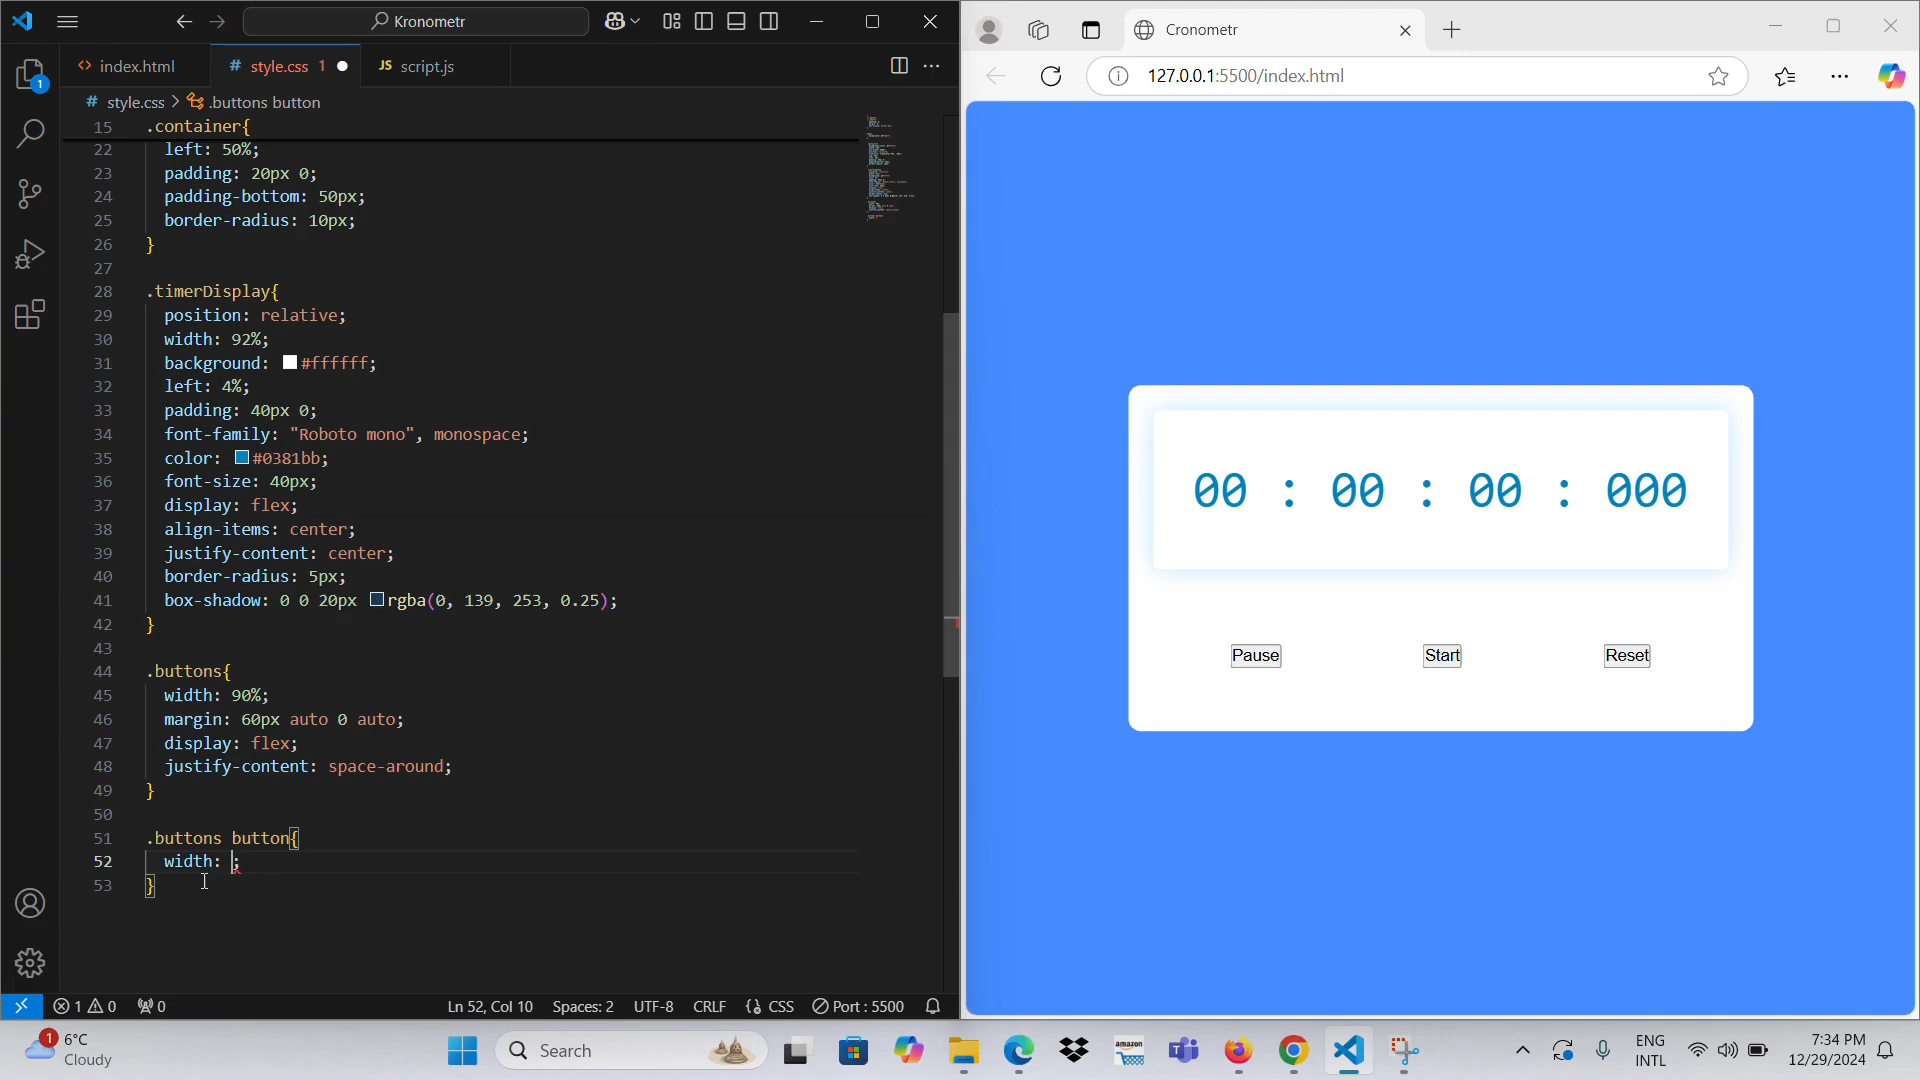 Kronometr
index.html
# style.css 1
JS script.js
# style.css > .buttons button
15 .container{
22 left: 50%;
23 padding: 20px 0;
24 padding-bottom: 50px;
25 border-radius: 10px;
26 }
27
28 .timerDisplay{
29 position: relative;
30 width: 92%;
31 background: #ffffff;
32 left: 4%;
33 padding: 40px 0;
34 font-family: "Roboto mono", monospace;
35 color: #0381bb;
36 font-size: 40px;
37 display: flex;
38 align-items: center;
39 justify-content: center;
40 border-radius: 5px;
41 box-shadow: 0 0 20px rgba(0, 139, 253, 0.25);
42 }
43
44 .buttons{
45 width: 90%;
46 margin: 60px auto 0 auto;
47 display: flex;
48 justify-content: space-around;
49 }
50
51 .buttons button{
52 width: ;
53 }
1
1 0 0
Ln 52, Col 10
Spaces: 2
UTF-8
CRLF
{} CSS
Port : 5500
Cronometr
127.0.0.1:5500/index.html
00 : 00 : 00 : 000
Pause
Start
Reset
1
6°C
Cloudy
Search
amazon
ENG
INTL
7:34 PM
12/29/2024